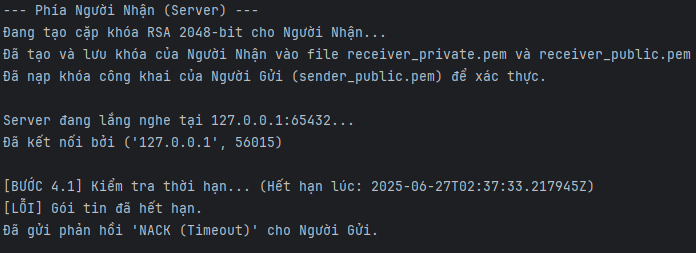 --- Phía Người Nhận (Server) ---
Đang tạo cặp khóa RSA 2048-bit cho Người Nhận...
Đã tạo và lưu khóa của Người Nhận vào file receiver_private.pem và receiver_public.pem
Đã nạp khóa công khai của Người Gửi (sender_public.pem) để xác thực.
Server đang lắng nghe tại 127.0.0.1:65432...
Đã kết nối bởi ('127.0.0.1', 56015)
[BƯỚC 4.1] Kiểm tra thời hạn... (Hết hạn lúc: 2025-06-27T02:37:33.217945Z)
[LỖI] Gói tin đã hết hạn.
Đã gửi phản hồi 'NACK (Timeout)' cho Người Gửi.